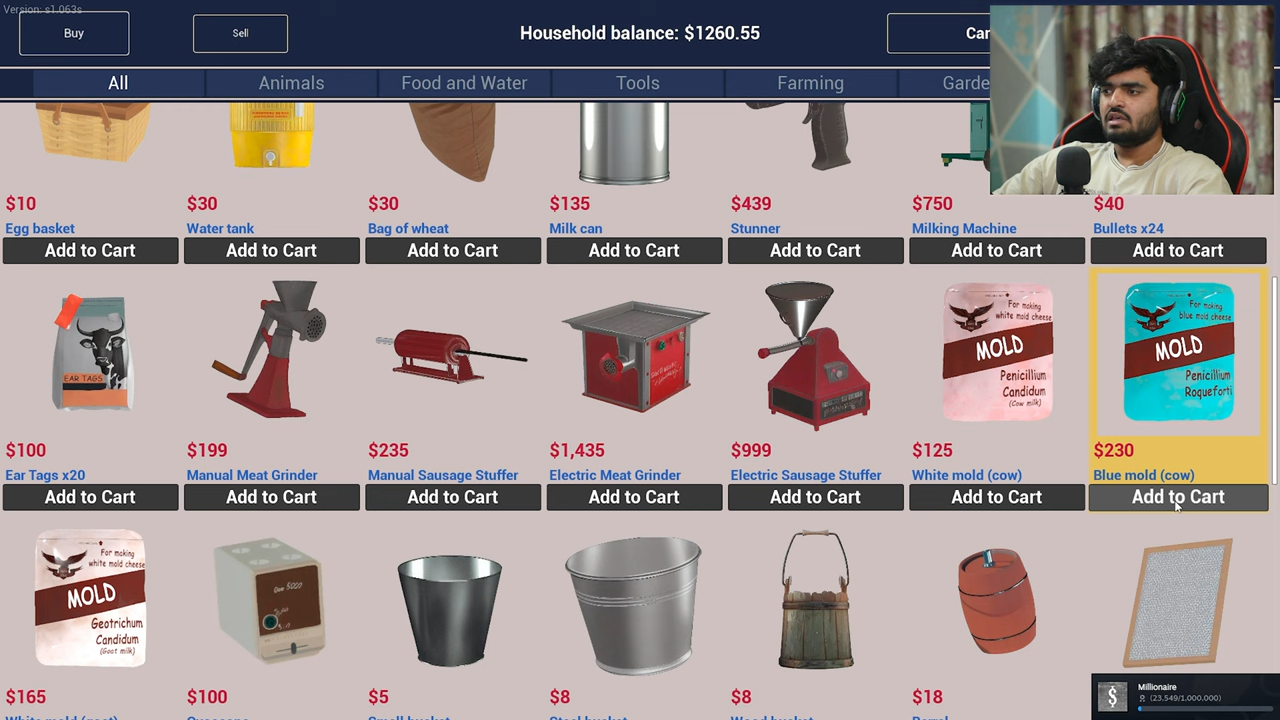 Version: s1.063s
Buy
Sell
Household balance: $1260.55
Car
All
Animals
Food and Water
Tools
Farming
Garde
$10
$30
$30
$135
$439
$750
$40
Egg basket
Water tank
Bag of wheat
Milk can
Stunner
Milking Machine
Bullets x24
Add to Cart
Add to Cart
Add to Cart
Add to Cart
Add to Cart
Add to Cart
Add to Cart
EAR TAGS
For making
white mold cheese
MOLD
Penicillium
Candidum
(Cow milk)
For making
blue mold cheese
MOLD
Penicillium
Roqueforti
$100
$199
$235
$1,435
$999
$125
$230
Ear Tags x20
Manual Meat Grinder
Manual Sausage Stuffer
Electric Meat Grinder
Electric Sausage Stuffer
White mold (cow)
Blue mold (cow)
Add to Cart
Add to Cart
Add to Cart
Add to Cart
Add to Cart
Add to Cart
Add to Cart
For making
white mold cheese
MOLD
Geotrichum
Candidum
(Goat milk)
$165
$100
$5
$8
$8
$18
Millionaire
(23.549/1.000.000)